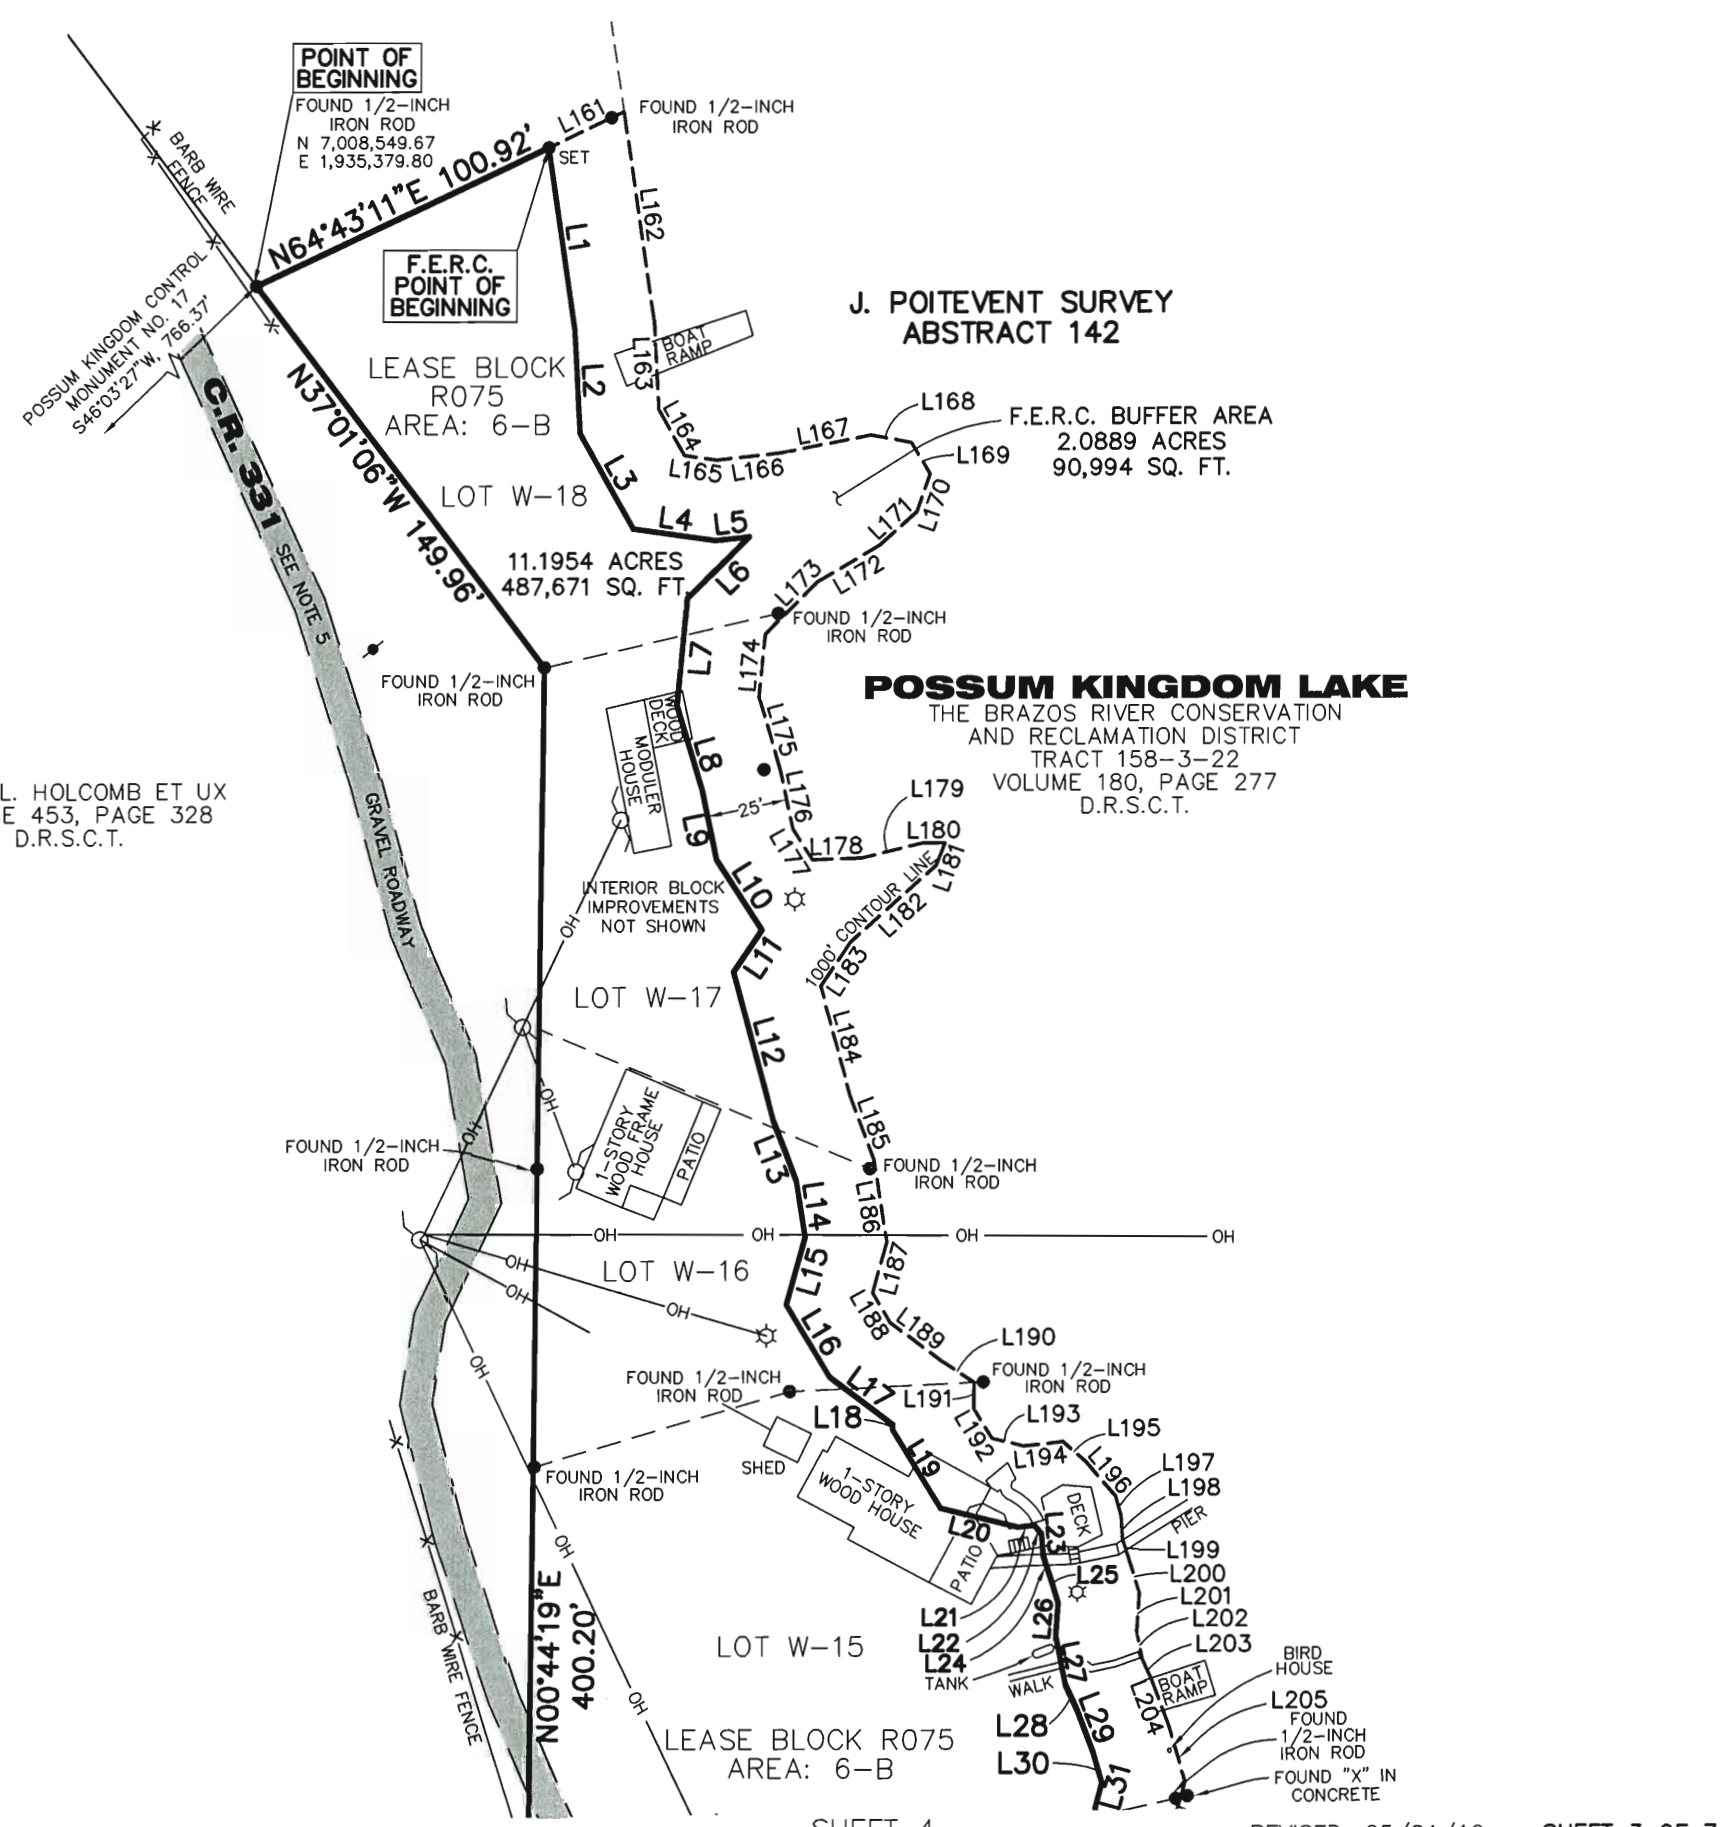 POINT OF
BEGINNING
FOUND 1/2-INCH
IRON ROD
N 7,008,549.67
E 1,935,379.80
BARB WIRE
FENCE
L161
FOUND 1/2-INCH
IRON ROD
SET
N64°43'11"E 100.92'
L1
L162
F.E.R.C.
POINT OF
BEGINNING
POSSUM KINGDOM CONTROL
MONUMENT NO. 17
S46°03'27"W, 766.37'
J. POITEVENT SURVEY
ABSTRACT 142
BOAT
RAMP
L163
LEASE BLOCK
R075
AREA: 6-B
L2
C.R. 331
SEE NOTE 5
N37°01'06"W 149.96'
L164
L165
L166
L167
L168
F.E.R.C. BUFFER AREA
2.0889 ACRES
90,994 SQ. FT.
L169
L170
L171
L172
L173
LOT W-18
L3
L4
L5
L6
11.1954 ACRES
487,671 SQ. FT.
FOUND 1/2-INCH
IRON ROD
FOUND 1/2-INCH
IRON ROD
L7
L174
POSSUM KINGDOM LAKE
THE BRAZOS RIVER CONSERVATION
AND RECLAMATION DISTRICT
TRACT 158-3-22
VOLUME 180, PAGE 277
D.R.S.C.T.
WOOD
DECK
MODULER
HOUSE
L8
L175
L176
25'
L9
L177
L178
L179
L180
L181
L. HOLCOMB ET UX
E 453, PAGE 328
D.R.S.C.T.
GRAVEL ROADWAY
L10
INTERIOR BLOCK
IMPROVEMENTS
NOT SHOWN
OH
L11
1000' CONTOUR LINE
L182
L183
LOT W-17
L12
L184
OH
OH
1-STORY
WOOD FRAME
HOUSE
PATIO
L13
L185
FOUND 1/2-INCH
IRON ROD
FOUND 1/2-INCH
IRON ROD
L14
L186
OH
OH
OH
OH
OH
OH
LOT W-16
L15
L187
OH
L16
L188
L189
L190
OH
FOUND 1/2-INCH
IRON ROD
FOUND 1/2-INCH
IRON ROD
L17
L191
L18
L192
L193
L194
L195
L196
L197
L198
SHED
L19
FOUND 1/2-INCH
IRON ROD
1-STORY
WOOD HOUSE
DECK
PIER
L20
L23
L199
PATIO
L25
L200
OH
L201
L21
L26
L202
L22
L203
L24
TANK
WALK
L27
BARB WIRE FENCE
N00°44'19"E
400.20'
LOT W-15
BIRD
HOUSE
BOAT
RAMP
L204
L205
OH
L28
L29
FOUND
1/2-INCH
IRON ROD
LEASE BLOCK R075
AREA: 6-B
L30
L31
FOUND "X" IN
CONCRETE